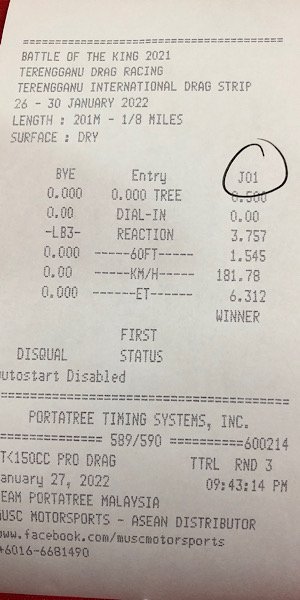 =======================================
BATTLE OF THE KING 2021
TERENGGANU DRAG RACING
TERENGGANU INTERNATIONAL DRAG STRIP
26 - 30 JANUARY 2022
LENGTH : 201M - 1/8 MILES
SURFACE : DRY
BYE Entry J01
0.000 0.000 TREE 0.500
0.00 DIAL-IN 0.00
-LB3- REACTION 3.757
0.000 ------60FT----- 1.545
0.00 ------KM/H----- 181.78
0.000 -------ET------ 6.312
WINNER
FIRST
DISQUAL STATUS
utostart Disabled
=======================================
PORTATREE TIMING SYSTEMS, INC.
============== 589/590 ==========600214
T<150CC PRO DRAG TTRL RND 3
anuary 27, 2022 09:43:14 PM
EAM PORTATREE MALAYSIA
MUSC MOTORSPORTS - ASEAN DISTRIBUTOR
www.facebook.com/muscmotorsports
+6016-6681490